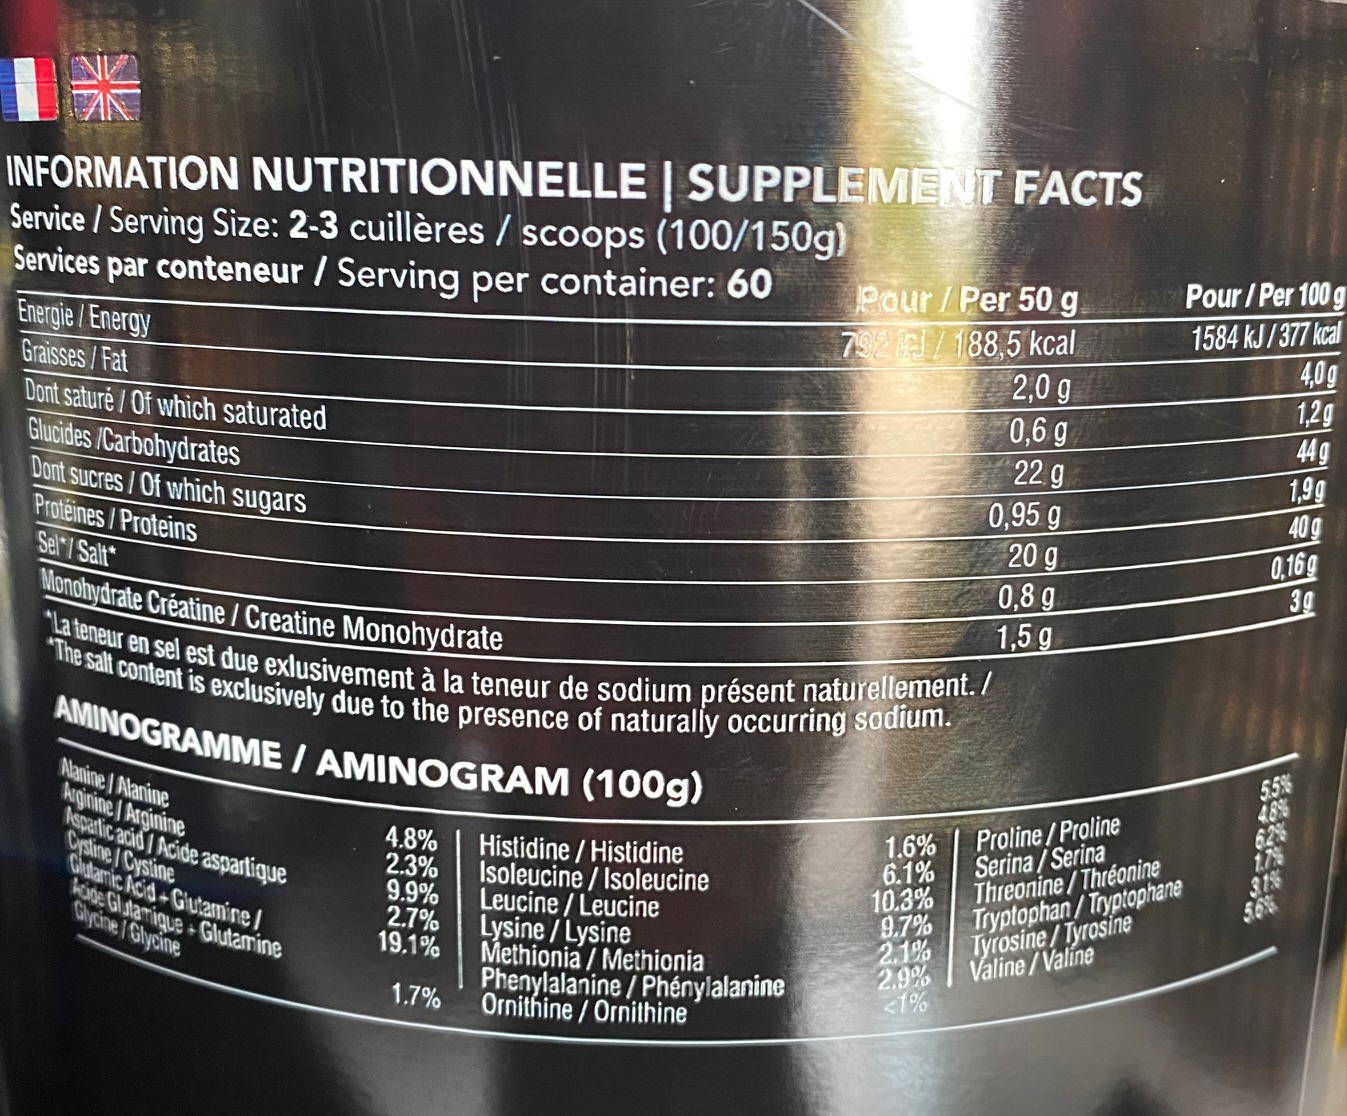 INFORMATION NUTRITIONNELLE | SUPPLEMENT FACTS
Service / Serving Size: 2-3 cuillères / scoops (100/150g)
Services par conteneur / Serving per container: 60
Pour / Per 50 g Pour / Per 100 g
Energie / Energy 792 kJ / 188,5 kcal 1584 kJ / 377 kcal
Graisses / Fat 2,0 g 4,0 g
Dont saturé / Of which saturated 0,6 g 1,2 g
Glucides /Carbohydrates 22 g 44 g
Dont sucres / Of which sugars 0,95 g 1,9 g
Protéines / Proteins 20 g 40 g
Sel* / Salt* 0,8 g 0,16 g
Monohydrate Créatine / Creatine Monohydrate 1,5 g 3 g
*La teneur en sel est due exlusivement à la teneur de sodium présent naturellement. /
*The salt content is exclusively due to the presence of naturally occurring sodium.
AMINOGRAMME / AMINOGRAM (100g)
Alanine / Alanine 4.8%
Arginine / Arginine 2.3%
Aspartic acid / Acide aspartique 9.9%
Cystine / Cystine 2.7%
Glutamic Acid + Glutamine / 19.1%
Acide Glutamique + Glutamine
Glycine / Glycine 1.7%
Histidine / Histidine 1.6%
Isoleucine / Isoleucine 6.1%
Leucine / Leucine 10.3%
Lysine / Lysine 9.7%
Methionia / Methionia 2.1%
Phenylalanine / Phénylalanine 2.9%
Ornithine / Ornithine <1%
Proline / Proline 5.5%
Serina / Serina 4.8%
Threonine / Thréonine 6.2%
Tryptophan / Tryptophane 1.7%
Tyrosine / Tyrosine 3.1%
Valine / Valine 5,6%